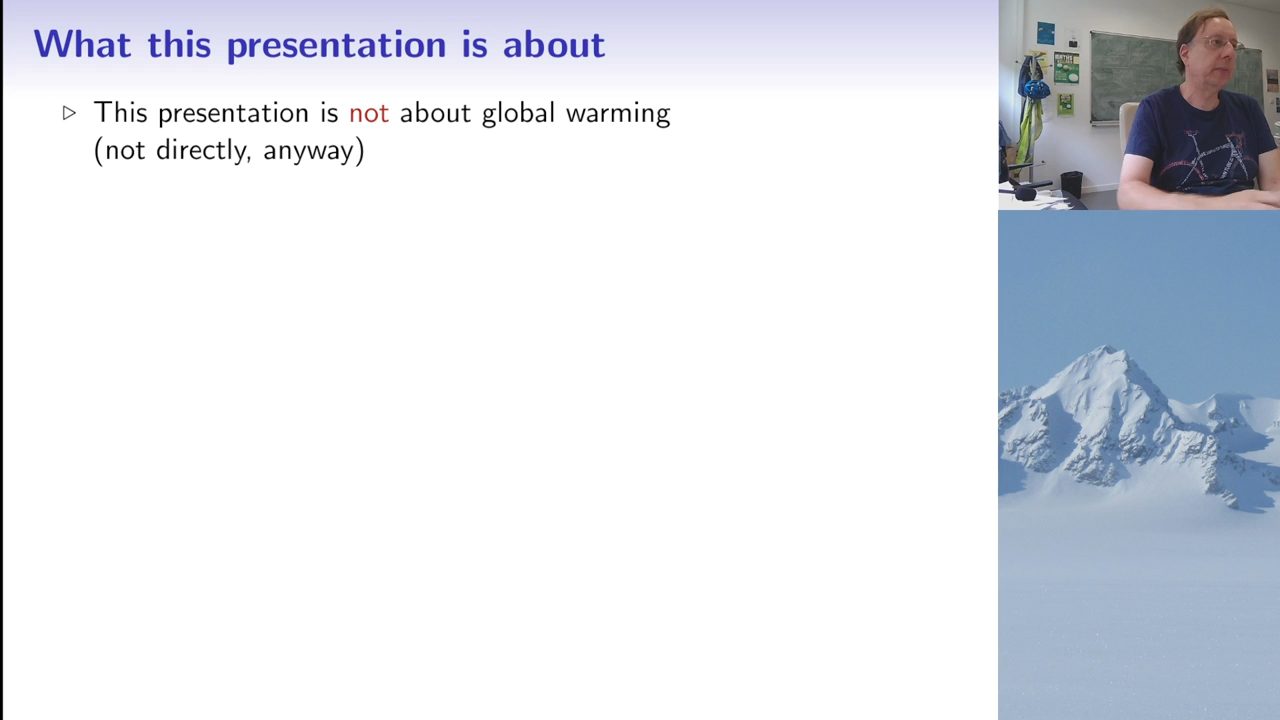 What this presentation is about
▷ This presentation is not about global warming
(not directly, anyway)